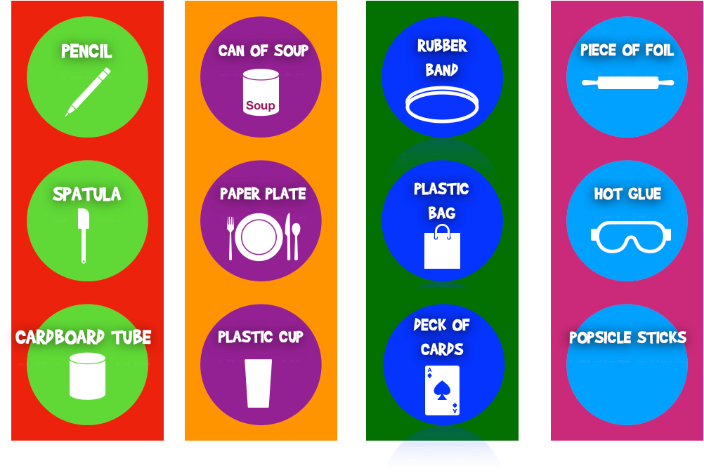 PENCIL
SPATULA
CARDBOARD TUBE
CAN OF SOUP
Soup
PAPER PLATE
PLASTIC CUP
RUBBER
BAND
PLASTIC
BAG
DECK OF
CARDS
A
A
PIECE OF FOIL
HOT GLUE
POPSICLE STICKS